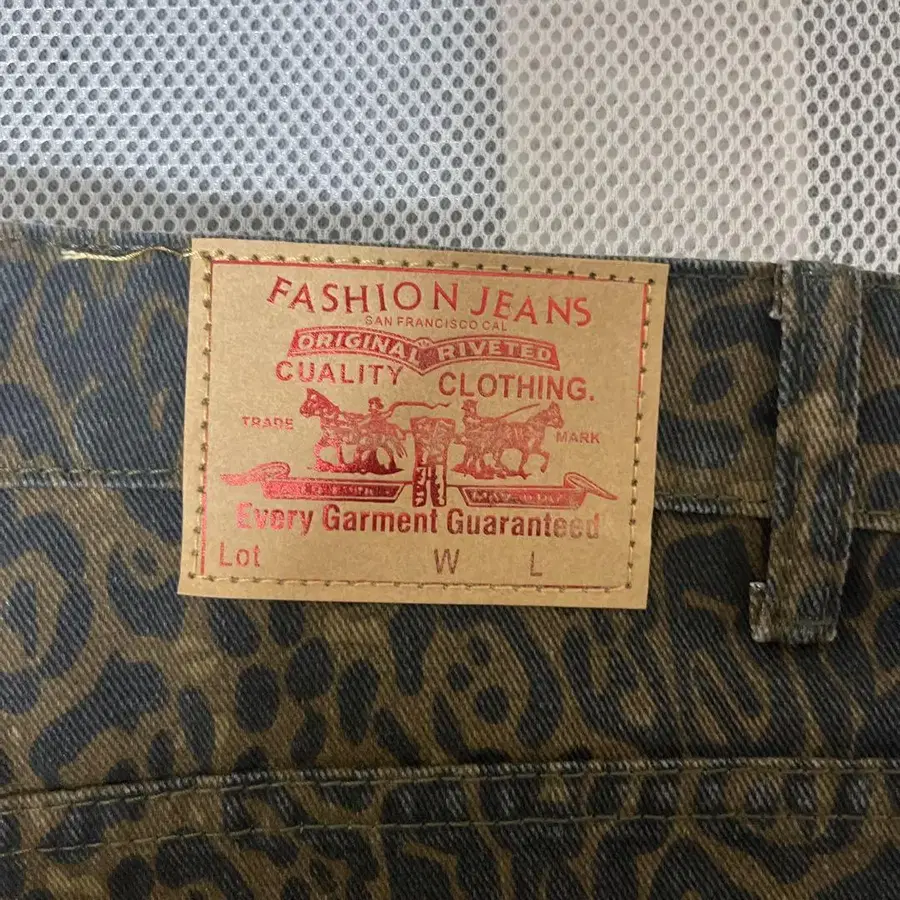 FASHION JEANS
SAN FRANCISCO CAL
ORIGINAL RIVETED
CUALITY CLOTHING.
TRADE MARK
Every Garment Guaranteed
Lot W L